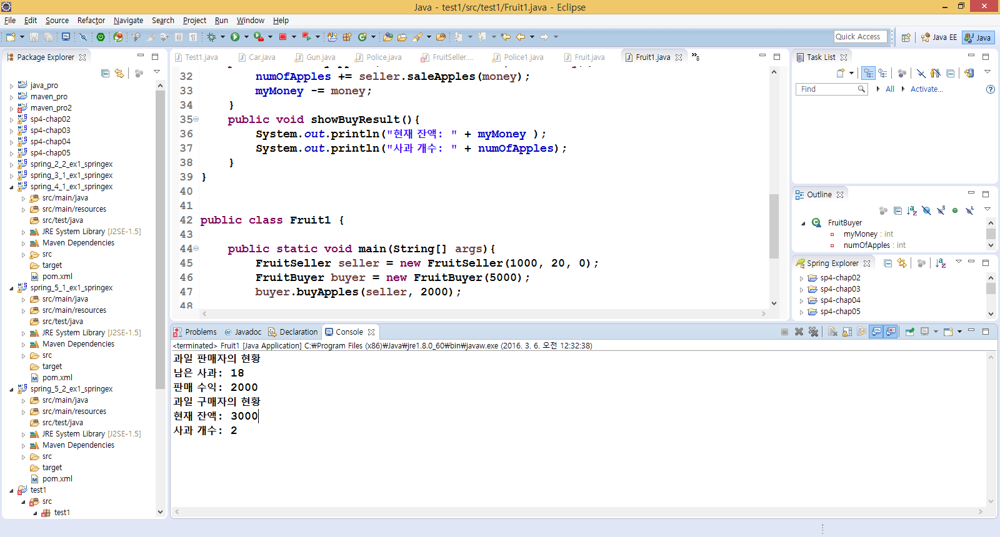 Java - test1/src/test1/Fruit1.java - Eclipse
File Edit Source Refactor Navigate Search Project Run Window Help
Quick Access
Java EE
Java
Package Explorer
java_pro
maven_pro
maven_pro2
sp4-chap02
sp4-chap03
sp4-chap04
sp4-chap05
spring_2_2_ex1_springex
spring_3_1_ex1_springex
spring_4_1_ex1_springex
src/main/java
src/main/resources
src/test/java
JRE System Library [J2SE-1.5]
Maven Dependencies
src
target
pom.xml
spring_5_1_ex1_springex
src/main/java
src/main/resources
src/test/java
JRE System Library [J2SE-1.5]
Maven Dependencies
src
target
pom.xml
spring_5_2_ex1_springex
src/main/java
src/main/resources
src/test/java
JRE System Library [J2SE-1.5]
Maven Dependencies
src
target
pom.xml
test1
src
test1
Test1.java Car.java Gun.java Police.java FruitSeller.... Police1.java Fruit.java Fruit1.java »8
32 numOfApples += seller.saleApples(money);
33 myMoney -= money;
34 }
35 public void showBuyResult(){
36 System.out.println("현재 잔액: " + myMoney );
37 System.out.println("사과 개수: " + numOfApples);
38 }
39 }
40
41
42 public class Fruit1 {
43
44 public static void main(String[] args){
45 FruitSeller seller = new FruitSeller(1000, 20, 0);
46 FruitBuyer buyer = new FruitBuyer(5000);
47 buyer.buyApples(seller, 2000);
48
Problems @ Javadoc Declaration Console
<terminated> Fruit1 [Java Application] C:₩Program Files (x86)₩Java₩jre1.8.0_60₩bin₩javaw.exe (2016. 3. 6. 오전 12:32:38)
과일 판매자의 현황
남은 사과: 18
판매 수익: 2000
과일 구매자의 현황
현재 잔액: 3000
사과 개수: 2
Task List
Find
All
Activate...
Outline
FruitBuyer
myMoney : int
numOfApples : int
Spring Explorer
sp4-chap02
sp4-chap03
sp4-chap04
sp4-chap05